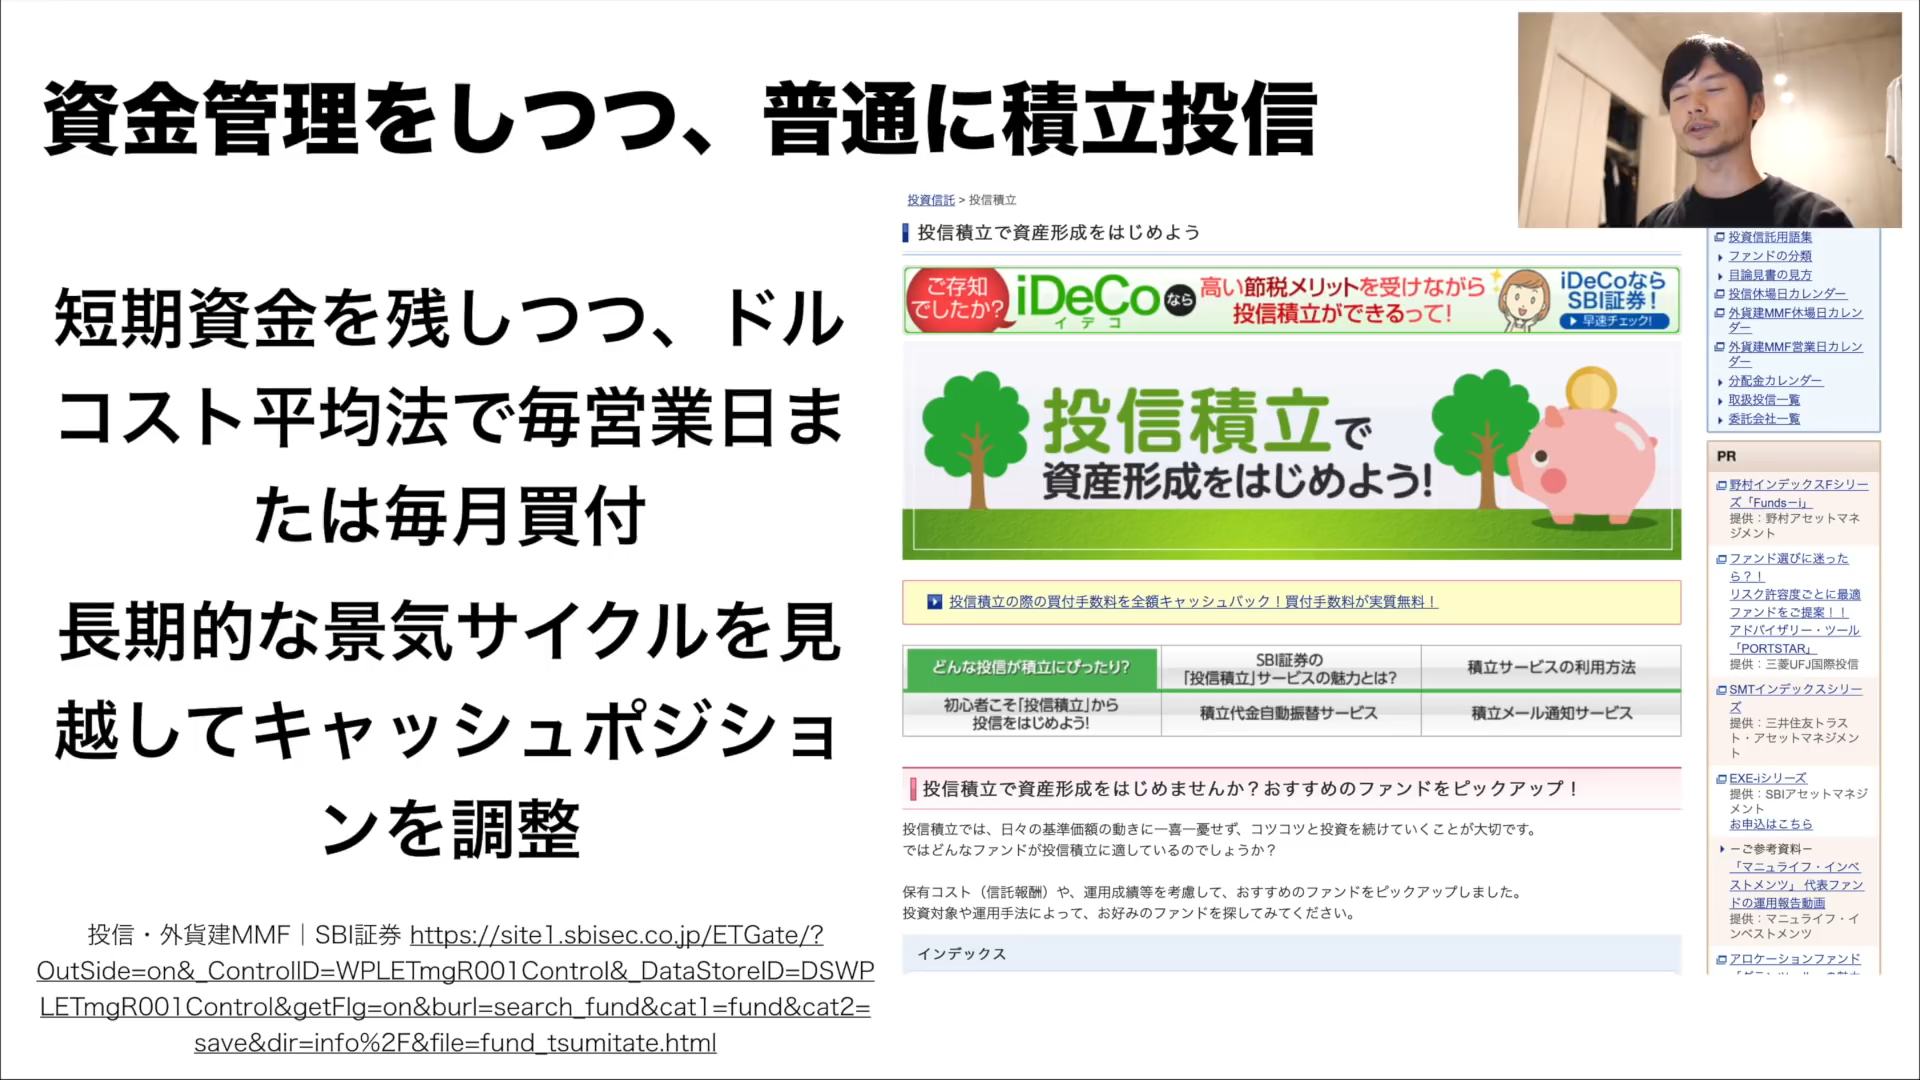 資金管理をしつつ、普通に積立投信
短期資金を残しつつ、ドル
コスト平均法で毎営業日ま
たは毎月買付
長期的な景気サイクルを見
越してキャッシュポジショ
ンを調整
投信・外貨建MMF｜SBI証券 https://site1.sbisec.co.jp/ETGate/?
OutSide=on&_ControlID=WPLETmgR001Control&_DataStoreID=DSWP
LETmgR001Control&getFlg=on&burl=search_fund&cat1=fund&cat2=
save&dir=info%2F&file=fund_tsumitate.html
投資信託 > 投信積立
投信積立で資産形成をはじめよう
ご存知
でしたか?
iDeCo
イデコ
なら
高い節税メリットを受けながら
投信積立ができるって!
iDeCoなら
SBI証券!
早速チェック!
投信積立で
資産形成をはじめよう!
投信積立の際の買付手数料を全額キャッシュバック！買付手数料が実質無料！
どんな投信が積立にぴったり?
SBI証券の
「投信積立」サービスの魅力とは?
積立サービスの利用方法
初心者こそ「投信積立」から
投信をはじめよう!
積立代金自動振替サービス
積立メール通知サービス
投信積立で資産形成をはじめませんか？おすすめのファンドをピックアップ！
投信積立では、日々の基準価額の動きに一喜一憂せず、コツコツと投資を続けていくことが大切です。
ではどんなファンドが投信積立に適しているのでしょうか？
保有コスト（信託報酬）や、運用成績等を考慮して、おすすめのファンドをピックアップしました。
投資対象や運用手法によって、お好みのファンドを探してみてください。
インデックス
投資信託用語集
ファンドの分類
目論見書の見方
投信休場日カレンダー
外貨建MMF休場日カレン
ダー
外貨建MMF営業日カレン
ダー
分配金カレンダー
取扱投信一覧
委託会社一覧
PR
野村インデックスFシリー
ズ「Funds－i」
提供：野村アセットマネ
ジメント
ファンド選びに迷った
ら？！
リスク許容度ごとに最適
ファンドをご提案！！
アドバイザリー・ツール
「PORTSTAR」
提供：三菱UFJ国際投信
SMTインデックスシリー
ズ
提供：三井住友トラス
ト・アセットマネジメン
ト
EXE-iシリーズ
提供：SBIアセットマネジ
メント
お申込はこちら
－ご参考資料－
「マニュライフ・インベ
ストメンツ」 代表ファン
ドの運用報告動画
提供：マニュライフ・イ
ンベストメンツ
アロケーションファンド